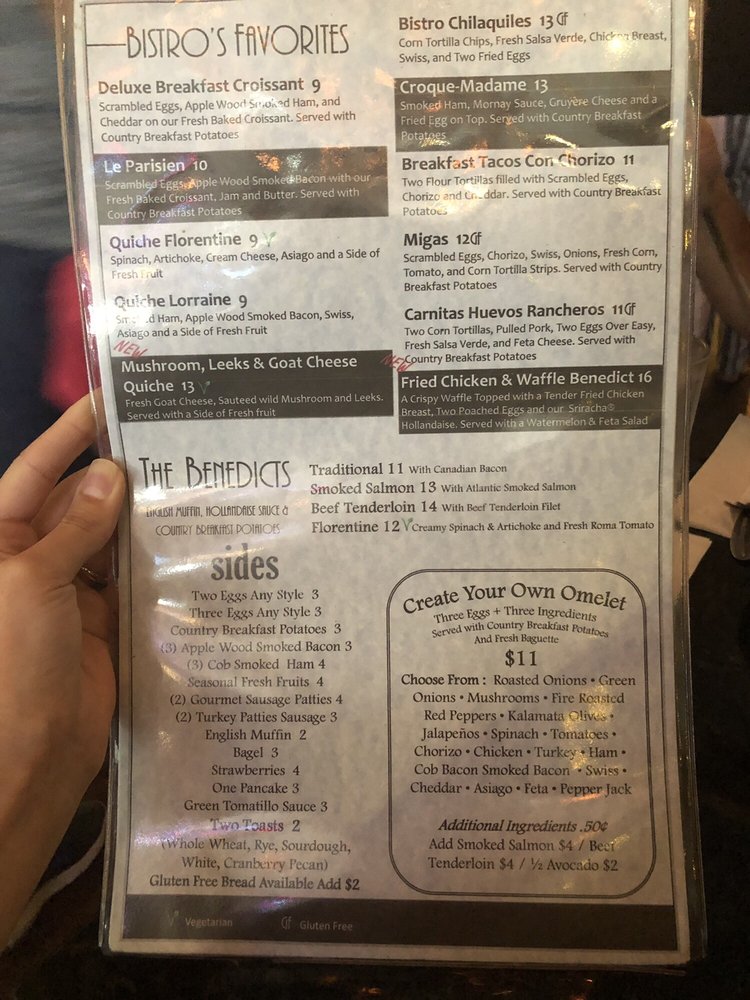 BISTRO'S FAVORITES
Deluxe Breakfast Croissant 9
Scrambled Eggs, Apple Wood Smoked Ham, and
Cheddar on our Fresh Baked Croissant. Served with
Country Breakfast Potatoes
Le Parisien 10
Scrambled Eggs, Apple Wood Smoked Bacon with our
Fresh Baked Croissant, Jam and Butter. Served with
Country Breakfast Potatoes
Quiche Florentine 9 V
Spinach, Artichoke, Cream Cheese, Asiago and a Side of
Fresh Fruit
Quiche Lorraine 9
Smoked Ham, Apple Wood Smoked Bacon, Swiss,
Asiago and a Side of Fresh Fruit
NEW
Mushroom, Leeks & Goat Cheese
Quiche 13 V
Fresh Goat Cheese, Sauteed wild Mushroom and Leeks.
Served with a Side of Fresh fruit
Bistro Chilaquiles 13 Gf
Corn Tortilla Chips, Fresh Salsa Verde, Chicken Breast,
Swiss, and Two Fried Eggs
Croque-Madame 13
Smoked Ham, Mornay Sauce, Gruyère Cheese and a
Fried Egg on Top. Served with Country Breakfast
Potatoes
Breakfast Tacos Con Chorizo 11
Two Flour Tortillas filled with Scrambled Eggs,
Chorizo and Cheddar. Served with Country Breakfast
Potatoes
Migas 12 Gf
Scrambled Eggs, Chorizo, Swiss, Onions, Fresh Corn,
Tomato, and Corn Tortilla Strips. Served with Country
Breakfast Potatoes
Carnitas Huevos Rancheros 11 Gf
Two Corn Tortillas, Pulled Pork, Two Eggs Over Easy,
Fresh Salsa Verde, and Feta Cheese. Served with
Country Breakfast Potatoes
NEW
Fried Chicken & Waffle Benedict 16
A Crispy Waffle Topped with a Tender Fried Chicken
Breast, Two Poached Eggs and our Sriracha®
Hollandaise. Served with a Watermelon & Feta Salad
THE BENEDICTS
ENGLISH MUFFIN, HOLLANDAISE SAUCE &
COUNTRY BREAKFAST POTATOES
Traditional 11 With Canadian Bacon
Smoked Salmon 13 With Atlantic Smoked Salmon
Beef Tenderloin 14 With Beef Tenderloin Filet
Florentine 12 V Creamy Spinach & Artichoke and Fresh Roma Tomato
sides
Two Eggs Any Style 3
Three Eggs Any Style 3
Country Breakfast Potatoes 3
(3) Apple Wood Smoked Bacon 3
(3) Cob Smoked Ham 4
Seasonal Fresh Fruits 4
(2) Gourmet Sausage Patties 4
(2) Turkey Patties Sausage 3
English Muffin 2
Bagel 3
Strawberries 4
One Pancake 3
Green Tomatillo Sauce 3
Two Toasts 2
(Whole Wheat, Rye, Sourdough,
White, Cranberry Pecan)
Gluten Free Bread Available Add $2
Create Your Own Omelet
Three Eggs + Three Ingredients
Served with Country Breakfast Potatoes
And Fresh Baguette
$11
Choose From : Roasted Onions • Green
Onions • Mushrooms • Fire Roasted
Red Peppers • Kalamata Olives •
Jalapeños • Spinach • Tomatoes •
Chorizo • Chicken • Turkey • Ham •
Cob Bacon Smoked Bacon • Swiss •
Cheddar • Asiago • Feta • Pepper Jack
Additional Ingredients .50¢
Add Smoked Salmon $4 / Beef
Tenderloin $4 / ½ Avocado $2
V Vegetarian
Gf Gluten Free